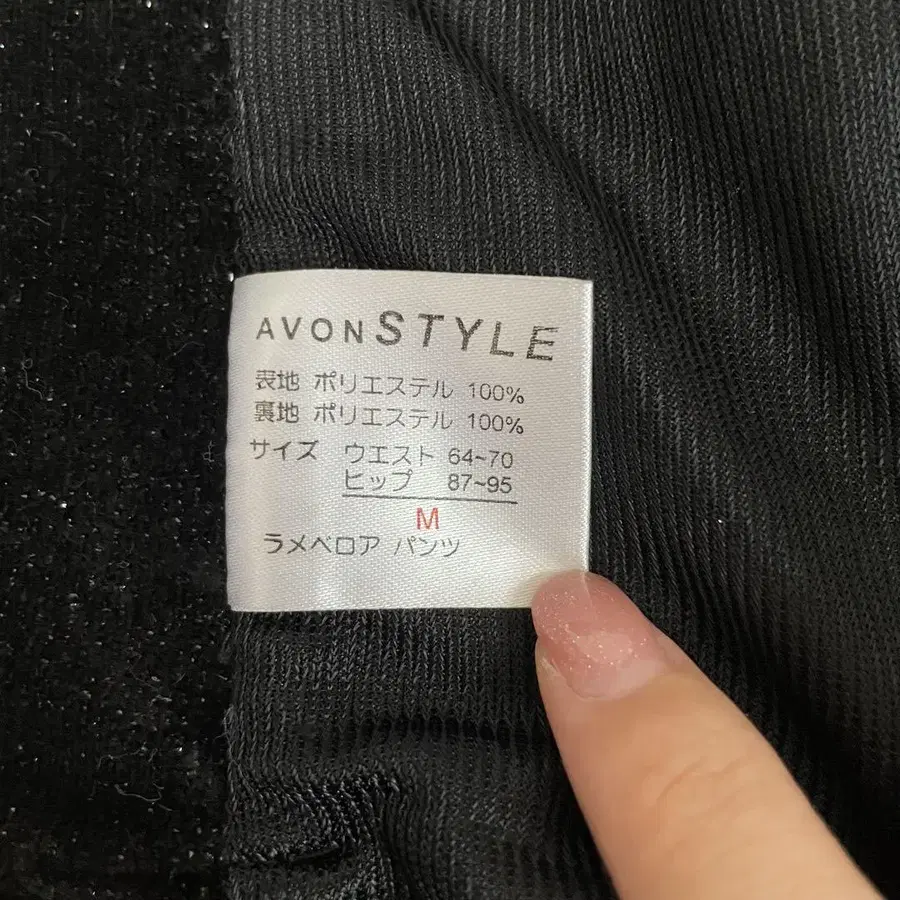 AVON STYLE
表地 ポリエステル 100%
裏地 ポリエステル 100%
サイズ ウエスト 64~70
ヒップ 87~95
M
ラメベロア パンツ